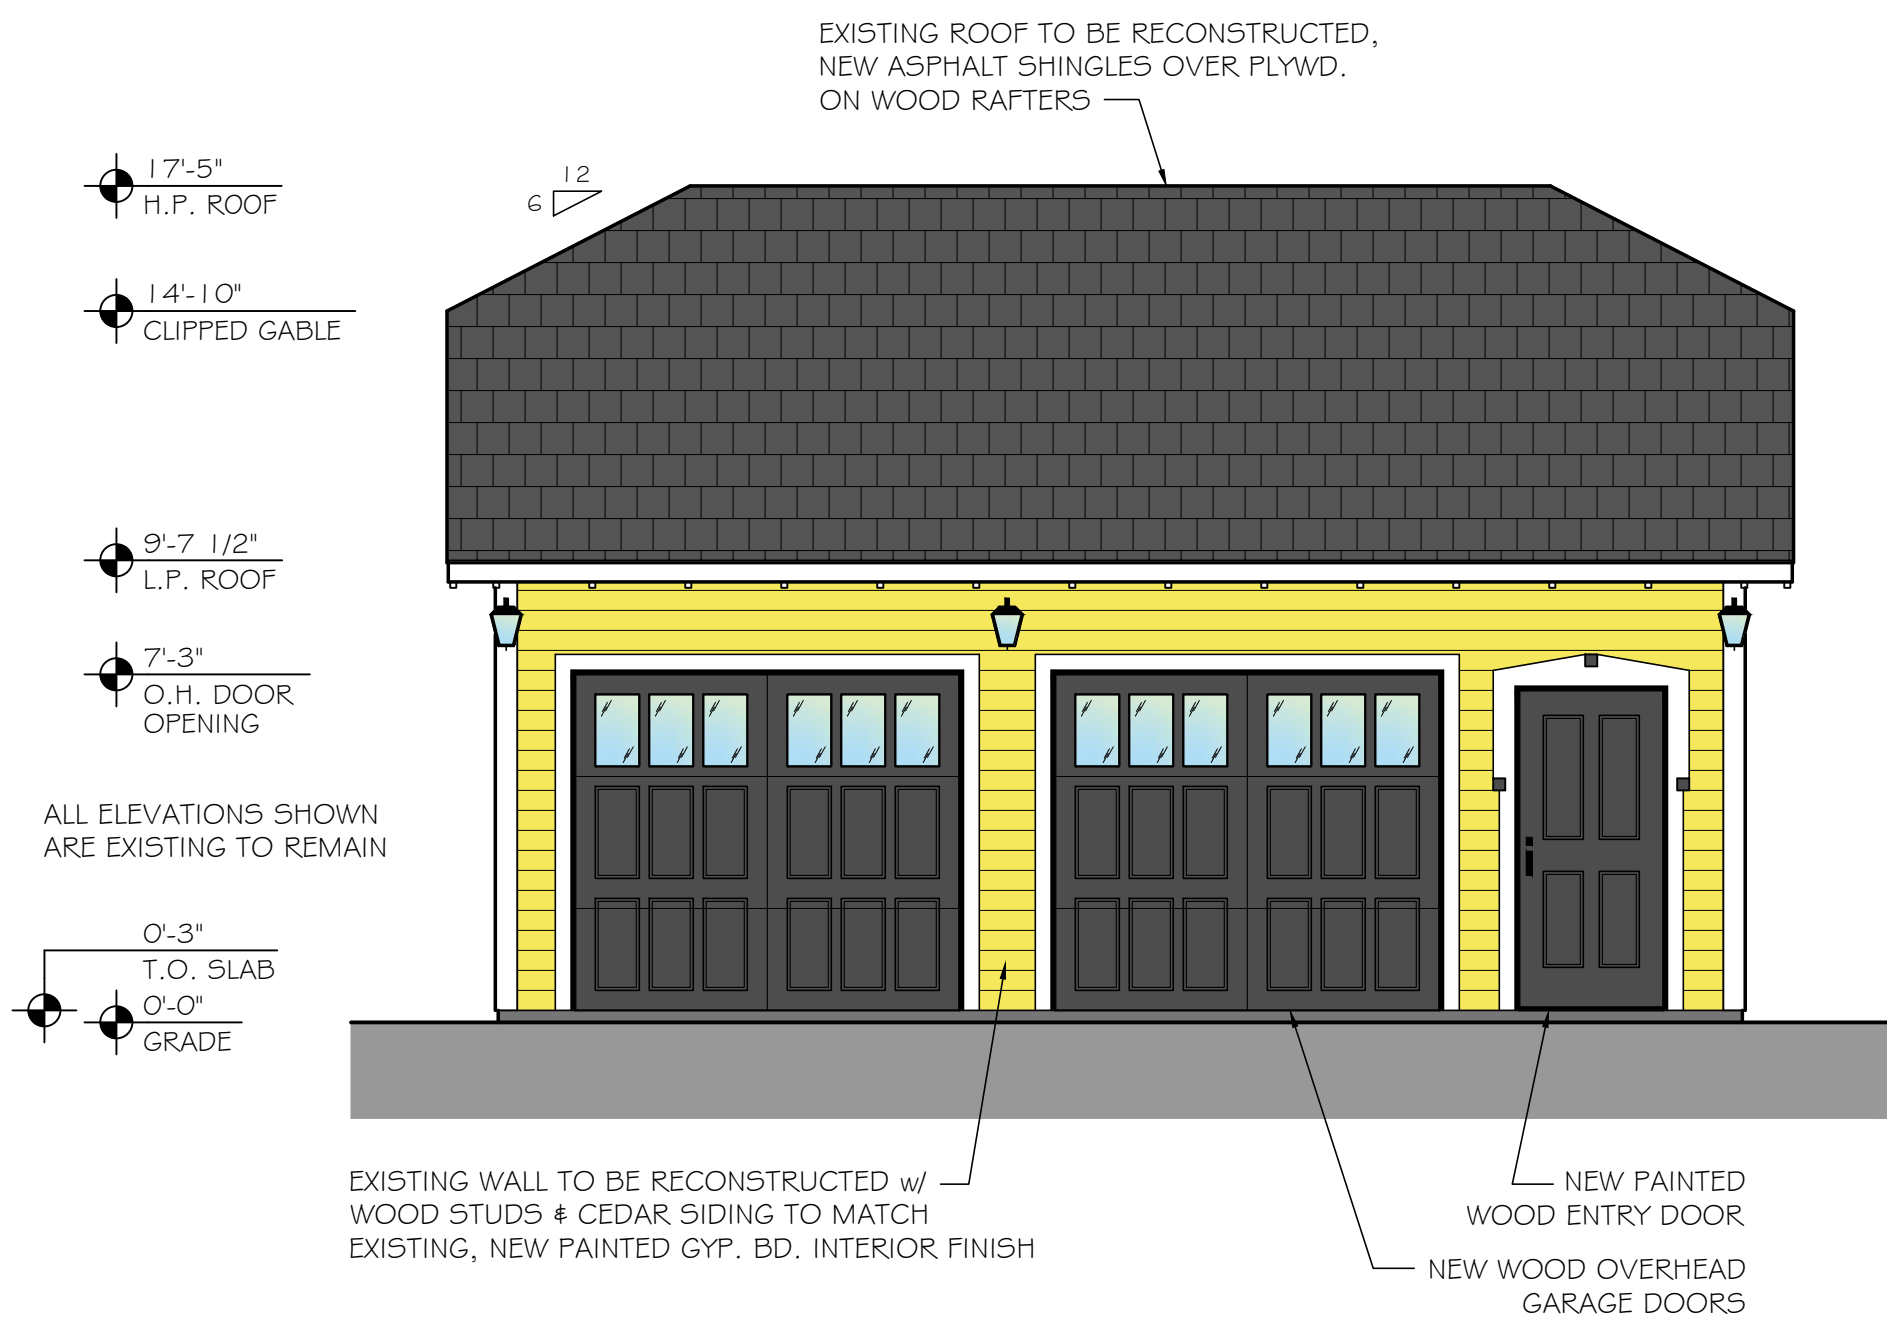 EXISTING ROOF TO BE RECONSTRUCTED,
NEW ASPHALT SHINGLES OVER PLYWD.
ON WOOD RAFTERS
17'-5"
H.P. ROOF
12
6
14'-10"
CLIPPED GABLE
9'-7 1/2"
L.P. ROOF
7'-3"
O.H. DOOR
OPENING
ALL ELEVATIONS SHOWN
ARE EXISTING TO REMAIN
0'-3"
T.O. SLAB
0'-0"
GRADE
EXISTING WALL TO BE RECONSTRUCTED w/
WOOD STUDS & CEDAR SIDING TO MATCH
EXISTING, NEW PAINTED GYP. BD. INTERIOR FINISH
NEW PAINTED
WOOD ENTRY DOOR
NEW WOOD OVERHEAD
GARAGE DOORS